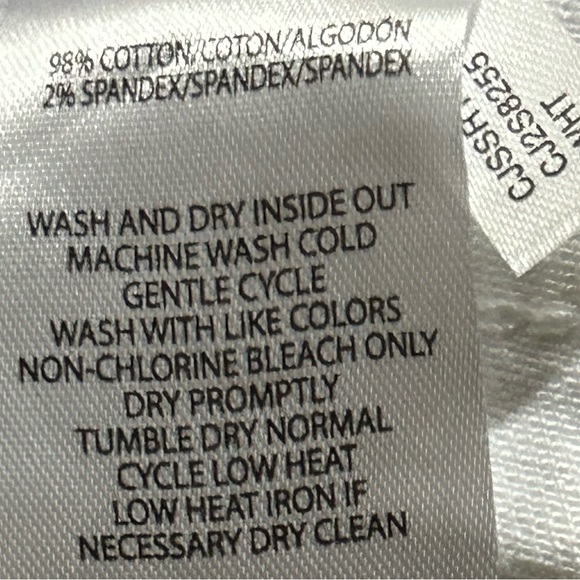 98% COTTON/COTON/ALGODÓN
2% SPANDEX/SPANDEX/SPANDEX
WASH AND DRY INSIDE OUT
MACHINE WASH COLD
GENTLE CYCLE
WASH WITH LIKE COLORS
NON-CHLORINE BLEACH ONLY
DRY PROMPTLY
TUMBLE DRY NORMAL
CYCLE LOW HEAT
LOW HEAT IRON IF
NECESSARY DRY CLEAN
CJ2S8255
WHT